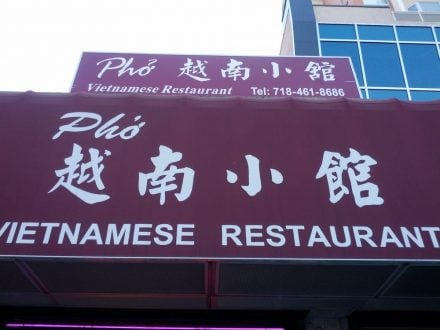 Phở 越南小館
Vietnamese Restaurant Tel: 718-461-8686
Phở
越南小館
VIETNAMESE RESTAURANT